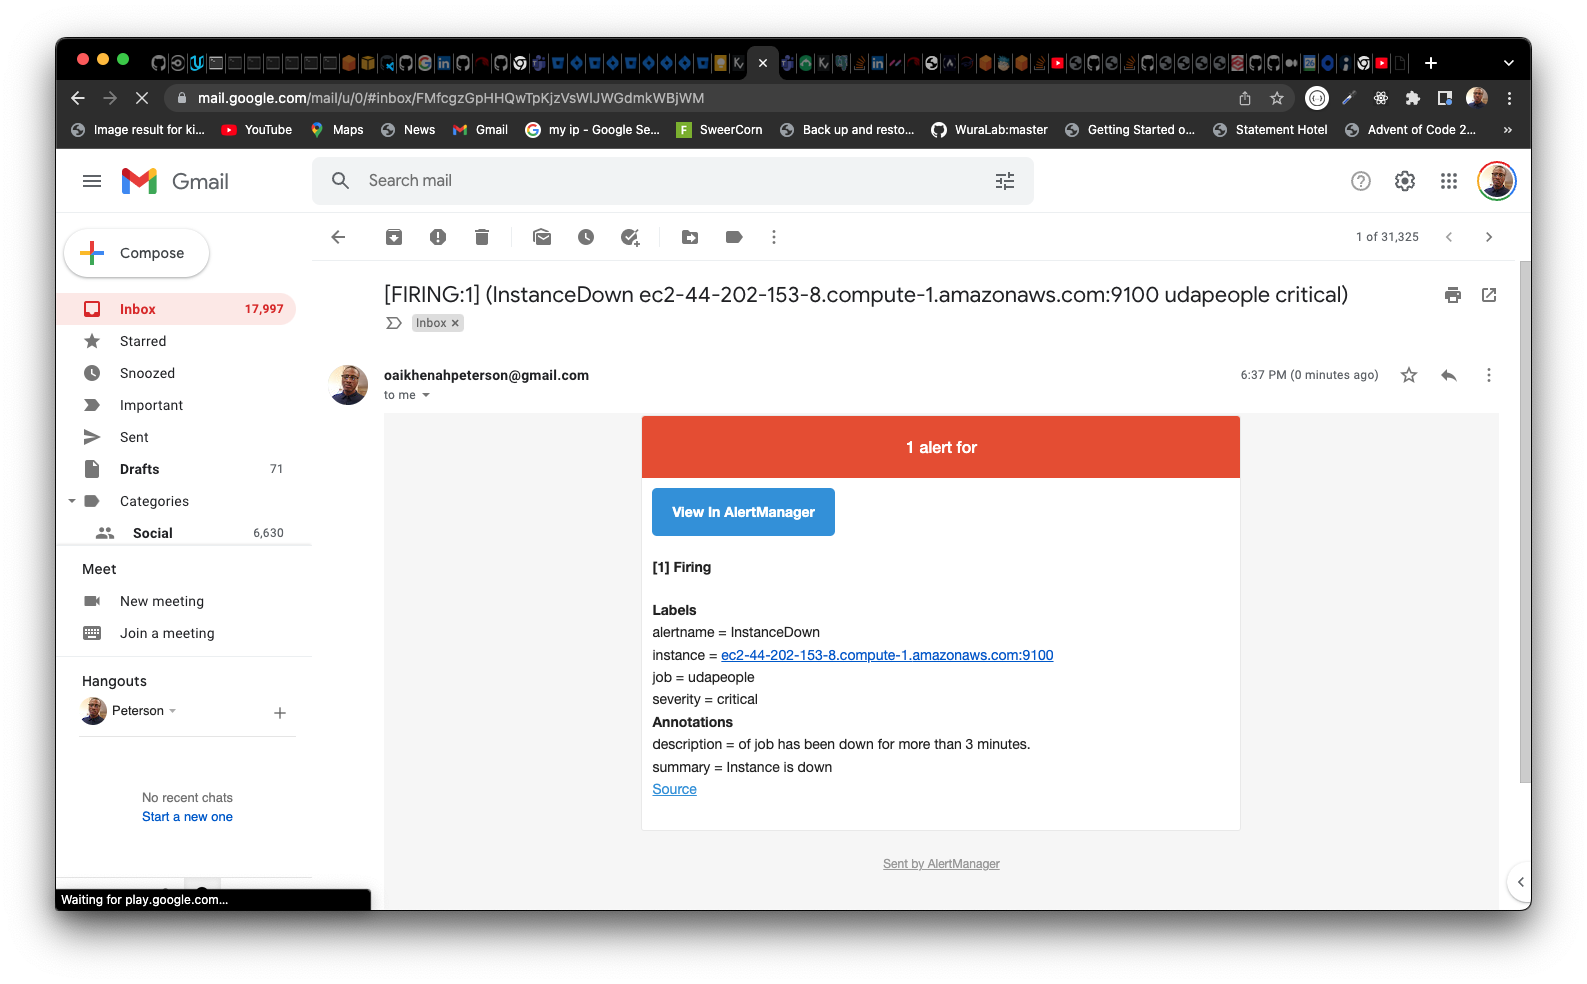 mail.google.com/mail/u/0/#inbox/FMfcgzGpHHQwTpKjzVsWlJWGdmkWBjWM
Image result for ki...
YouTube
Maps
News
Gmail
my ip - Google Se...
SweerCorn
Back up and resto...
WuraLab:master
Getting Started o...
Statement Hotel
Advent of Code 2...
»
Gmail
Search mail
Compose
1 of 31,325
Inbox 17,997
Starred
Snoozed
Important
Sent
Drafts 71
Categories
Social 6,630
Meet
New meeting
Join a meeting
Hangouts
Peterson
No recent chats
Start a new one
Waiting for play.google.com...
[FIRING:1] (InstanceDown ec2-44-202-153-8.compute-1.amazonaws.com:9100 udapeople critical)
Inbox ×
oaikhenahpeterson@gmail.com
6:37 PM (0 minutes ago)
to me
1 alert for
View In AlertManager
[1] Firing
Labels
alertname = InstanceDown
instance = ec2-44-202-153-8.compute-1.amazonaws.com:9100
job = udapeople
severity = critical
Annotations
description = of job has been down for more than 3 minutes.
summary = Instance is down
Source
Sent by AlertManager